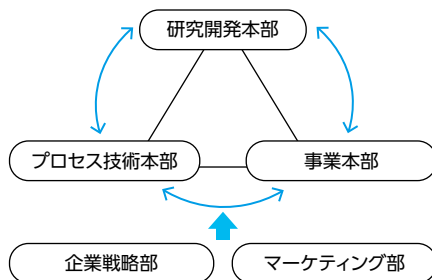 研究開発本部
プロセス技術本部
事業本部
企業戦略部
マーケティング部